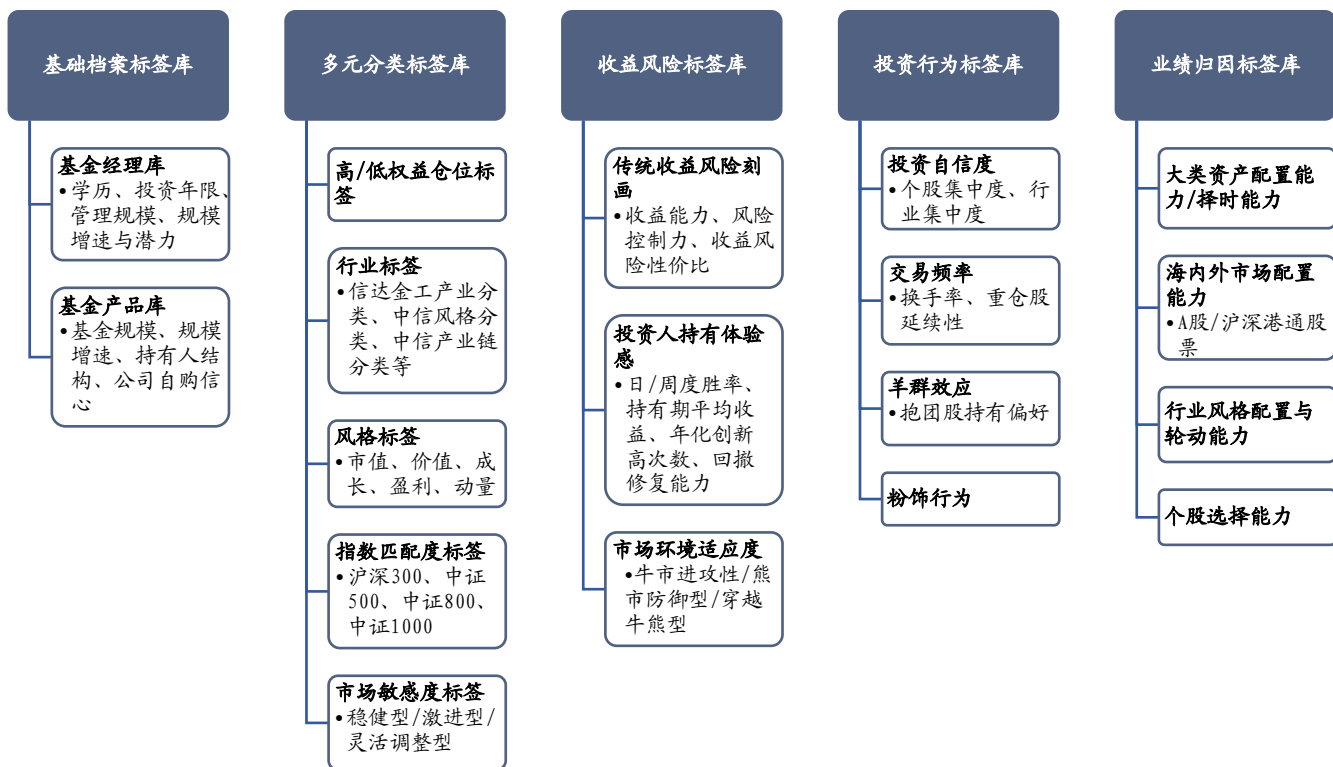 基础档案标签库
基金经理库
•学历、投资年限、
管理规模、规模
增速与潜力
基金产品库
•基金规模、规模
增速、持有人结
构、公司自购信
心
多元分类标签库
高/低权益仓位标
签
行业标签
•信达金工产业分
类、中信风格分
类、中信产业链
分类等
风格标签
•市值、价值、成
长、盈利、动量
指数匹配度标签
•沪深300、中证
500、中证800、
中证1000
市场敏感度标签
•稳健型/激进型/
灵活调整型
收益风险标签库
传统收益风险刻
画
•收益能力、风险
控制力、收益风
险性价比
投资人持有体验
感
•日/周度胜率、
持有期平均收
益、年化创新
高次数、回撤
修复能力
市场环境适应度
•牛市进攻性/熊
市防御型/穿越
牛熊型
投资行为标签库
投资自信度
•个股集中度、行
业集中度
交易频率
•换手率、重仓股
延续性
羊群效应
•抱团股持有偏好
粉饰行为
业绩归因标签库
大类资产配置能
力/择时能力
海内外市场配置
能力
•A股/沪深港通股
票
行业风格配置与
轮动能力
个股选择能力